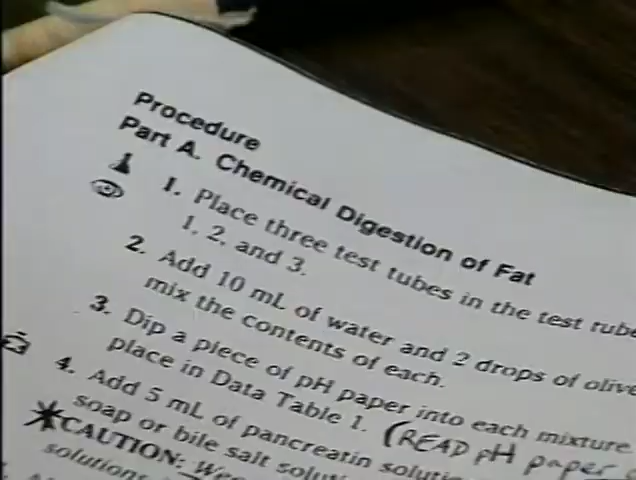 Procedure
Part A. Chemical Digestion of Fat
1. Place three test tubes in the test tube
1, 2, and 3.
2. Add 10 mL of water and 2 drops of olive
mix the contents of each.
3. Dip a piece of pH paper into each mixture
place in Data Table 1. (READ pH paper
4. Add 5 mL of pancreatin
soap or bile salt
*CAUTION:
solutions